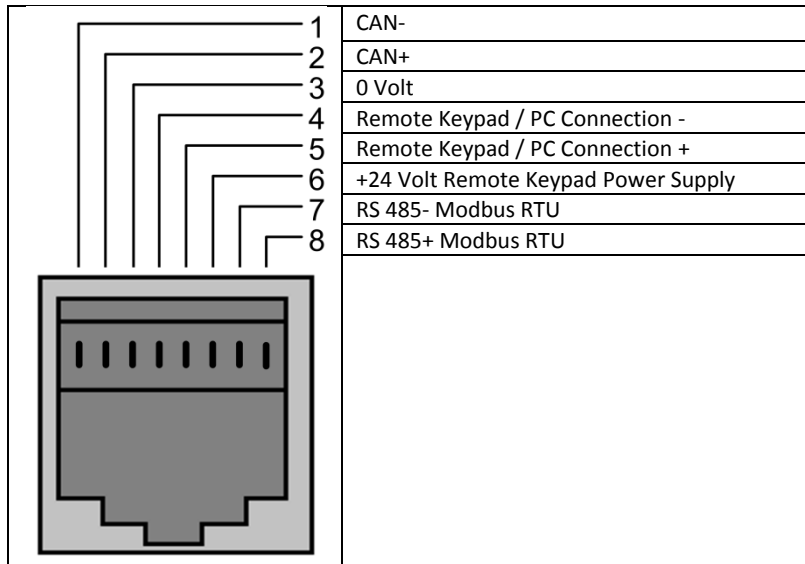 1 CAN-
2 CAN+
3 0 Volt
4 Remote Keypad / PC Connection -
5 Remote Keypad / PC Connection +
6 +24 Volt Remote Keypad Power Supply
7 RS 485- Modbus RTU
8 RS 485+ Modbus RTU